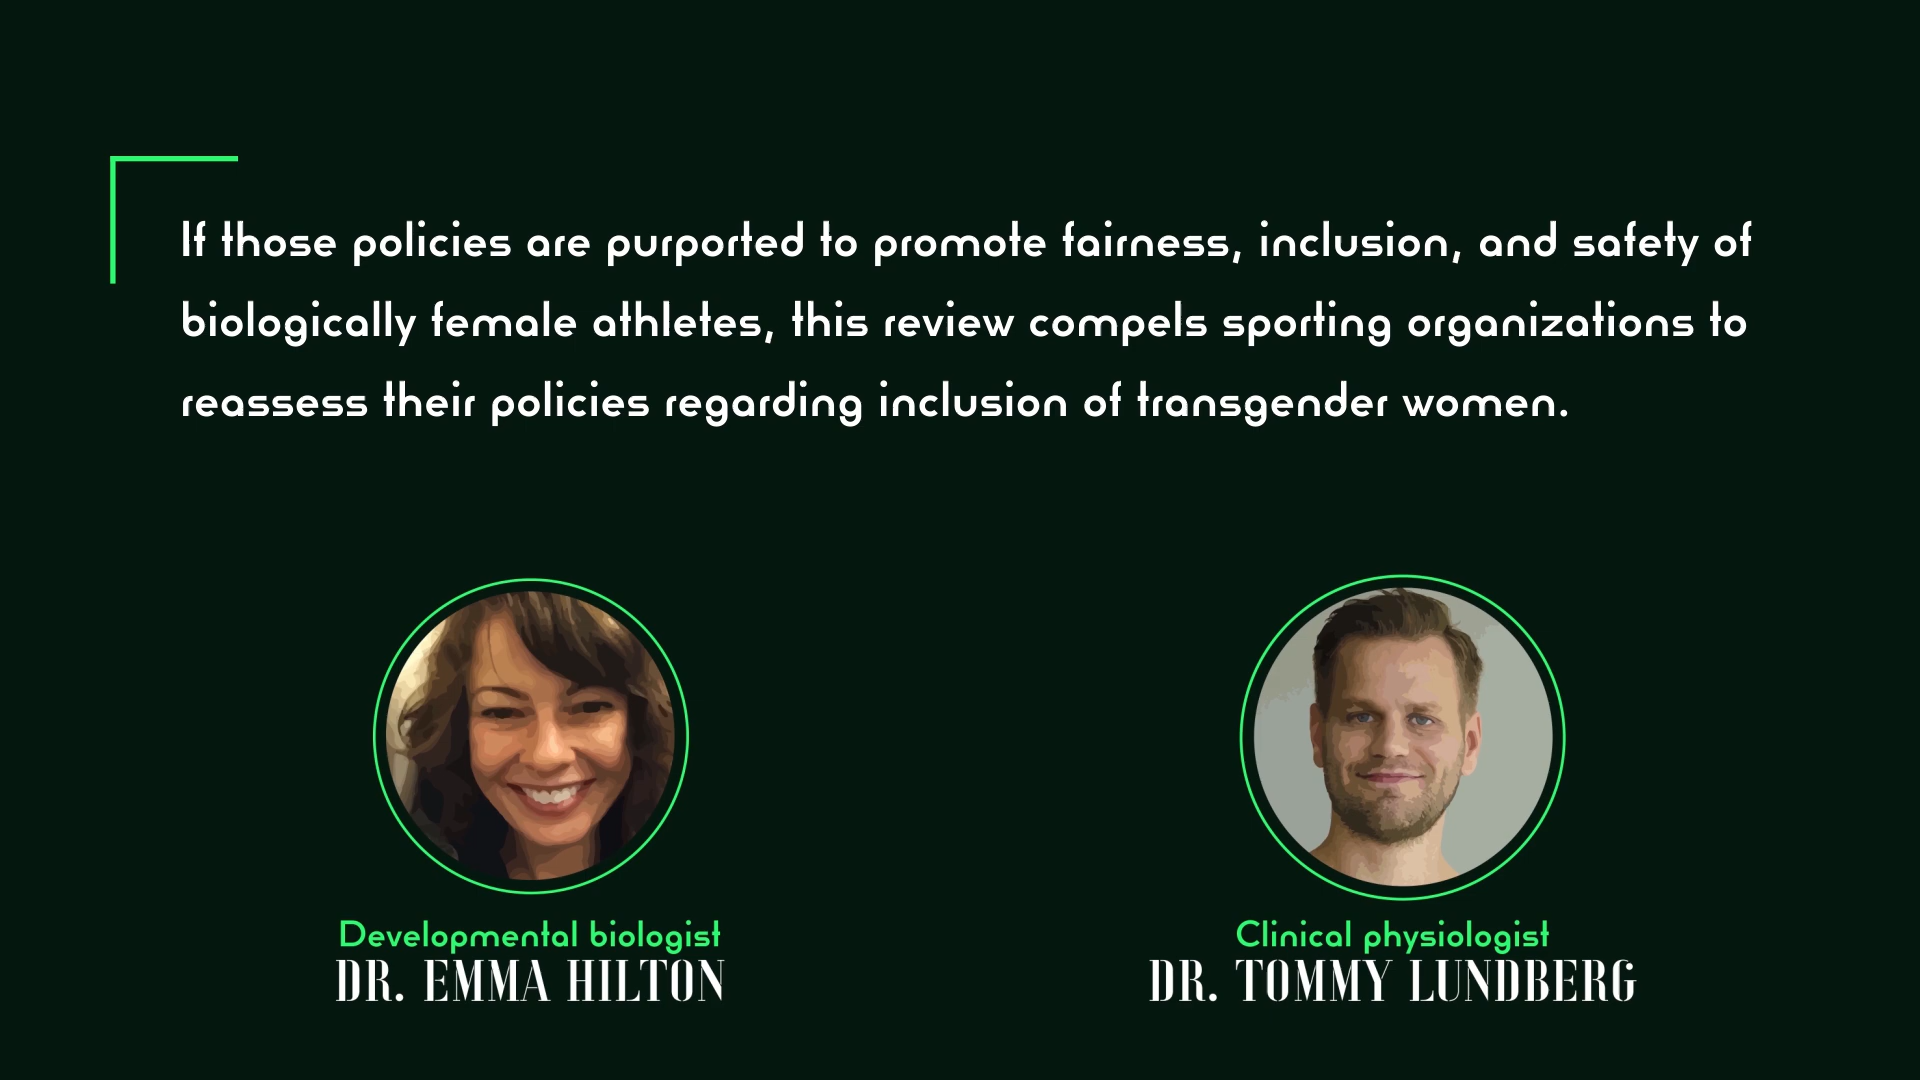 If those policies are purported to promote fairness, inclusion, and safety of
biologically female athletes, this review compels sporting organizations to
reassess their policies regarding inclusion of transgender women.
Developmental biologist
DR. EMMA HILTON
Clinical physiologist
DR. TOMMY LUNDBERG